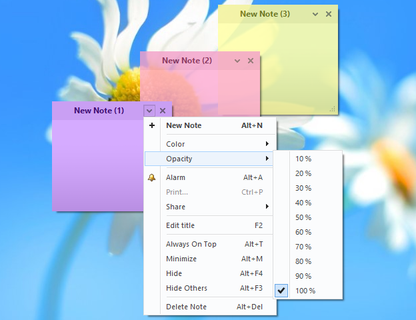 New Note (3)
New Note (2)
New Note (1)
New Note Alt+N
Color
Opacity
Alarm Alt+A
Print... Ctrl+P
Share
Edit title F2
Always On Top Alt+T
Minimize Alt+M
Hide Alt+F4
Hide Others Alt+F3
Delete Note Alt+Del
10 %
20 %
30 %
40 %
50 %
60 %
70 %
80 %
90 %
100 %